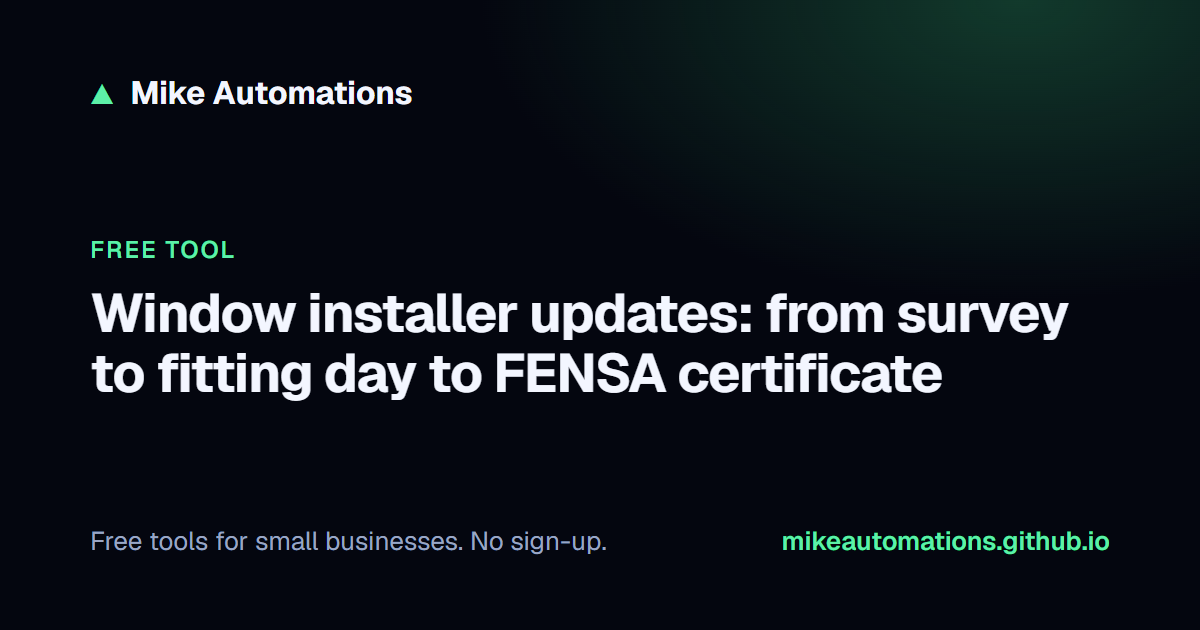 Mike Automations
FREE TOOL
Window installer updates: from survey
to fitting day to FENSA certificate
Free tools for small businesses. No sign-up.
mikeautomations.github.io